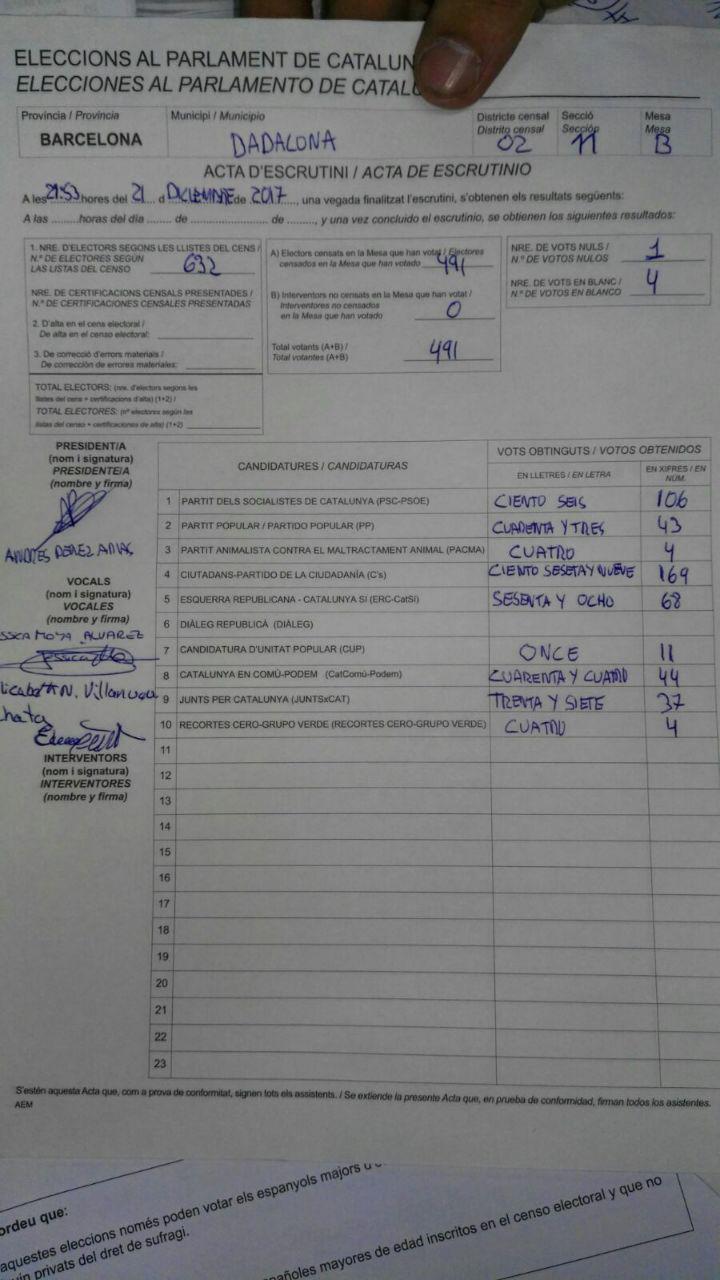 ELECCIONS AL PARLAMENT DE CATALUN
ELECCIONES AL PARLAMENTO DE CATAL
Provincia / Provincia
BARCELONA
Municipi / Municipio
DADALONA
Districte censal
Distrito censal
02
Secció
Sección
11
Mesa
Mesa
B
ACTA D'ESCRUTINI / ACTA DE ESCRUTINIO
A les 21:53 hores del 21 d DICIEMBRE de 2017, una vegada finalitzat l'escrutini, s'obtenen els resultats següents:
A las ......... horas del día ...... de ........................ de ........, y una vez concluido el escrutinio, se obtienen los siguientes resultados:
1. NRE. D'ELECTORS SEGONS LES LLISTES DEL CENS /
N.º DE ELECTORES SEGÚN
LAS LISTAS DEL CENSO 632
NRE. DE CERTIFICACIONS CENSALS PRESENTADES /
N.º DE CERTIFICACIONES CENSALES PRESENTADAS
2. D'alta en el cens electoral /
De alta en el censo electoral:
3. De correcció d'errors materials /
De corrección de errores materiales:
TOTAL ELECTORS: (nre. d'electors segons les
llistes del cens + certificacions d'alta) (1+2) /
TOTAL ELECTORES: (nº electores según las
listas del censo + certificaciones de alta) (1+2)
A) Electors censats en la Mesa que han votat / Electores
censados en la Mesa que han votado 491
B) Interventors no censats en la Mesa que han votat /
Interventores no censados
en la Mesa que han votado 0
Total votants (A+B) /
Total votantes (A+B) 491
NRE. DE VOTS NULS /
N.º DE VOTOS NULOS 1
NRE. DE VOTS EN BLANC /
N.º DE VOTOS EN BLANCO 4
PRESIDENT/A
(nom i signatura)
PRESIDENTE/A
(nombre y firma)
ANDRES PEREZ ARIAS
VOCALS
(nom i signatura)
VOCALES
(nombre y firma)
SSICA MOYA ALVAREZ
N. Villanueva
INTERVENTORS
(nom i signatura)
INTERVENTORES
(nombre y firma)
CANDIDATURES / CANDIDATURAS
VOTS OBTINGUTS / VOTOS OBTENIDOS
EN LLETRES / EN LETRA
EN XIFRES / EN NÚM.
1 PARTIT DELS SOCIALISTES DE CATALUNYA (PSC-PSOE) CIENTO SEIS 106
2 PARTIT POPULAR / PARTIDO POPULAR (PP) CUARENTA Y TRES 43
3 PARTIT ANIMALISTA CONTRA EL MALTRACTAMENT ANIMAL (PACMA) CUATRO 4
4 CIUTADANS-PARTIDO DE LA CIUDADANÍA (C's) CIENTO SESETA Y NUEVE 169
5 ESQUERRA REPUBLICANA - CATALUNYA SÍ (ERC-CatSí) SESENTA Y OCHO 68
6 DIÀLEG REPUBLICÀ (DIÀLEG)
7 CANDIDATURA D'UNITAT POPULAR (CUP) ONCE 11
8 CATALUNYA EN COMÚ-PODEM (CatComú-Podem) CUARENTA Y CUATRO 44
9 JUNTS PER CATALUNYA (JUNTSxCAT) TRENTA Y SIETE 37
10 RECORTES CERO-GRUPO VERDE (RECORTES CERO-GRUPO VERDE) CUATRO 4
11
12
13
14
15
16
17
18
19
20
21
22
23
S'estén aquesta Acta que, com a prova de conformitat, signen tots els assistents. / Se extiende la presente Acta que, en prueba de conformidad, firman todos los asistentes.
AEM
ordeu que:
aquestes eleccions només poden votar els espanyols majors
privats del dret de sufragi.
añoles mayores de edad inscritos en el censo electoral y que no